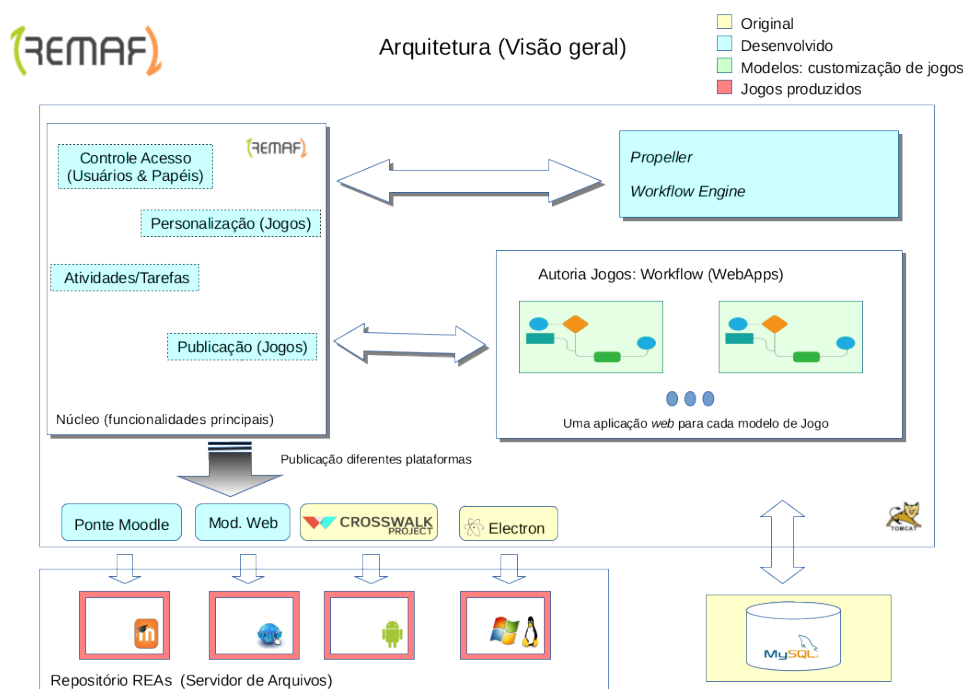 (REMAF)
Arquitetura (Visão geral)
Original
Desenvolvido
Modelos: customização de jogos
Jogos produzidos
(REMAF)
Controle Acesso
(Usuários & Papéis)
Personalização (Jogos)
Atividades/Tarefas
Publicação (Jogos)
Núcleo (funcionalidades principais)
Propeller
Workflow Engine
Autoria Jogos: Workflow (WebApps)
Uma aplicação web para cada modelo de Jogo
Publicação diferentes plataformas
Ponte Moodle
Mod. Web
CROSSWALK
PROJECT
Electron
TOMCAT
m
MySQL
Repositório REAs (Servidor de Arquivos)